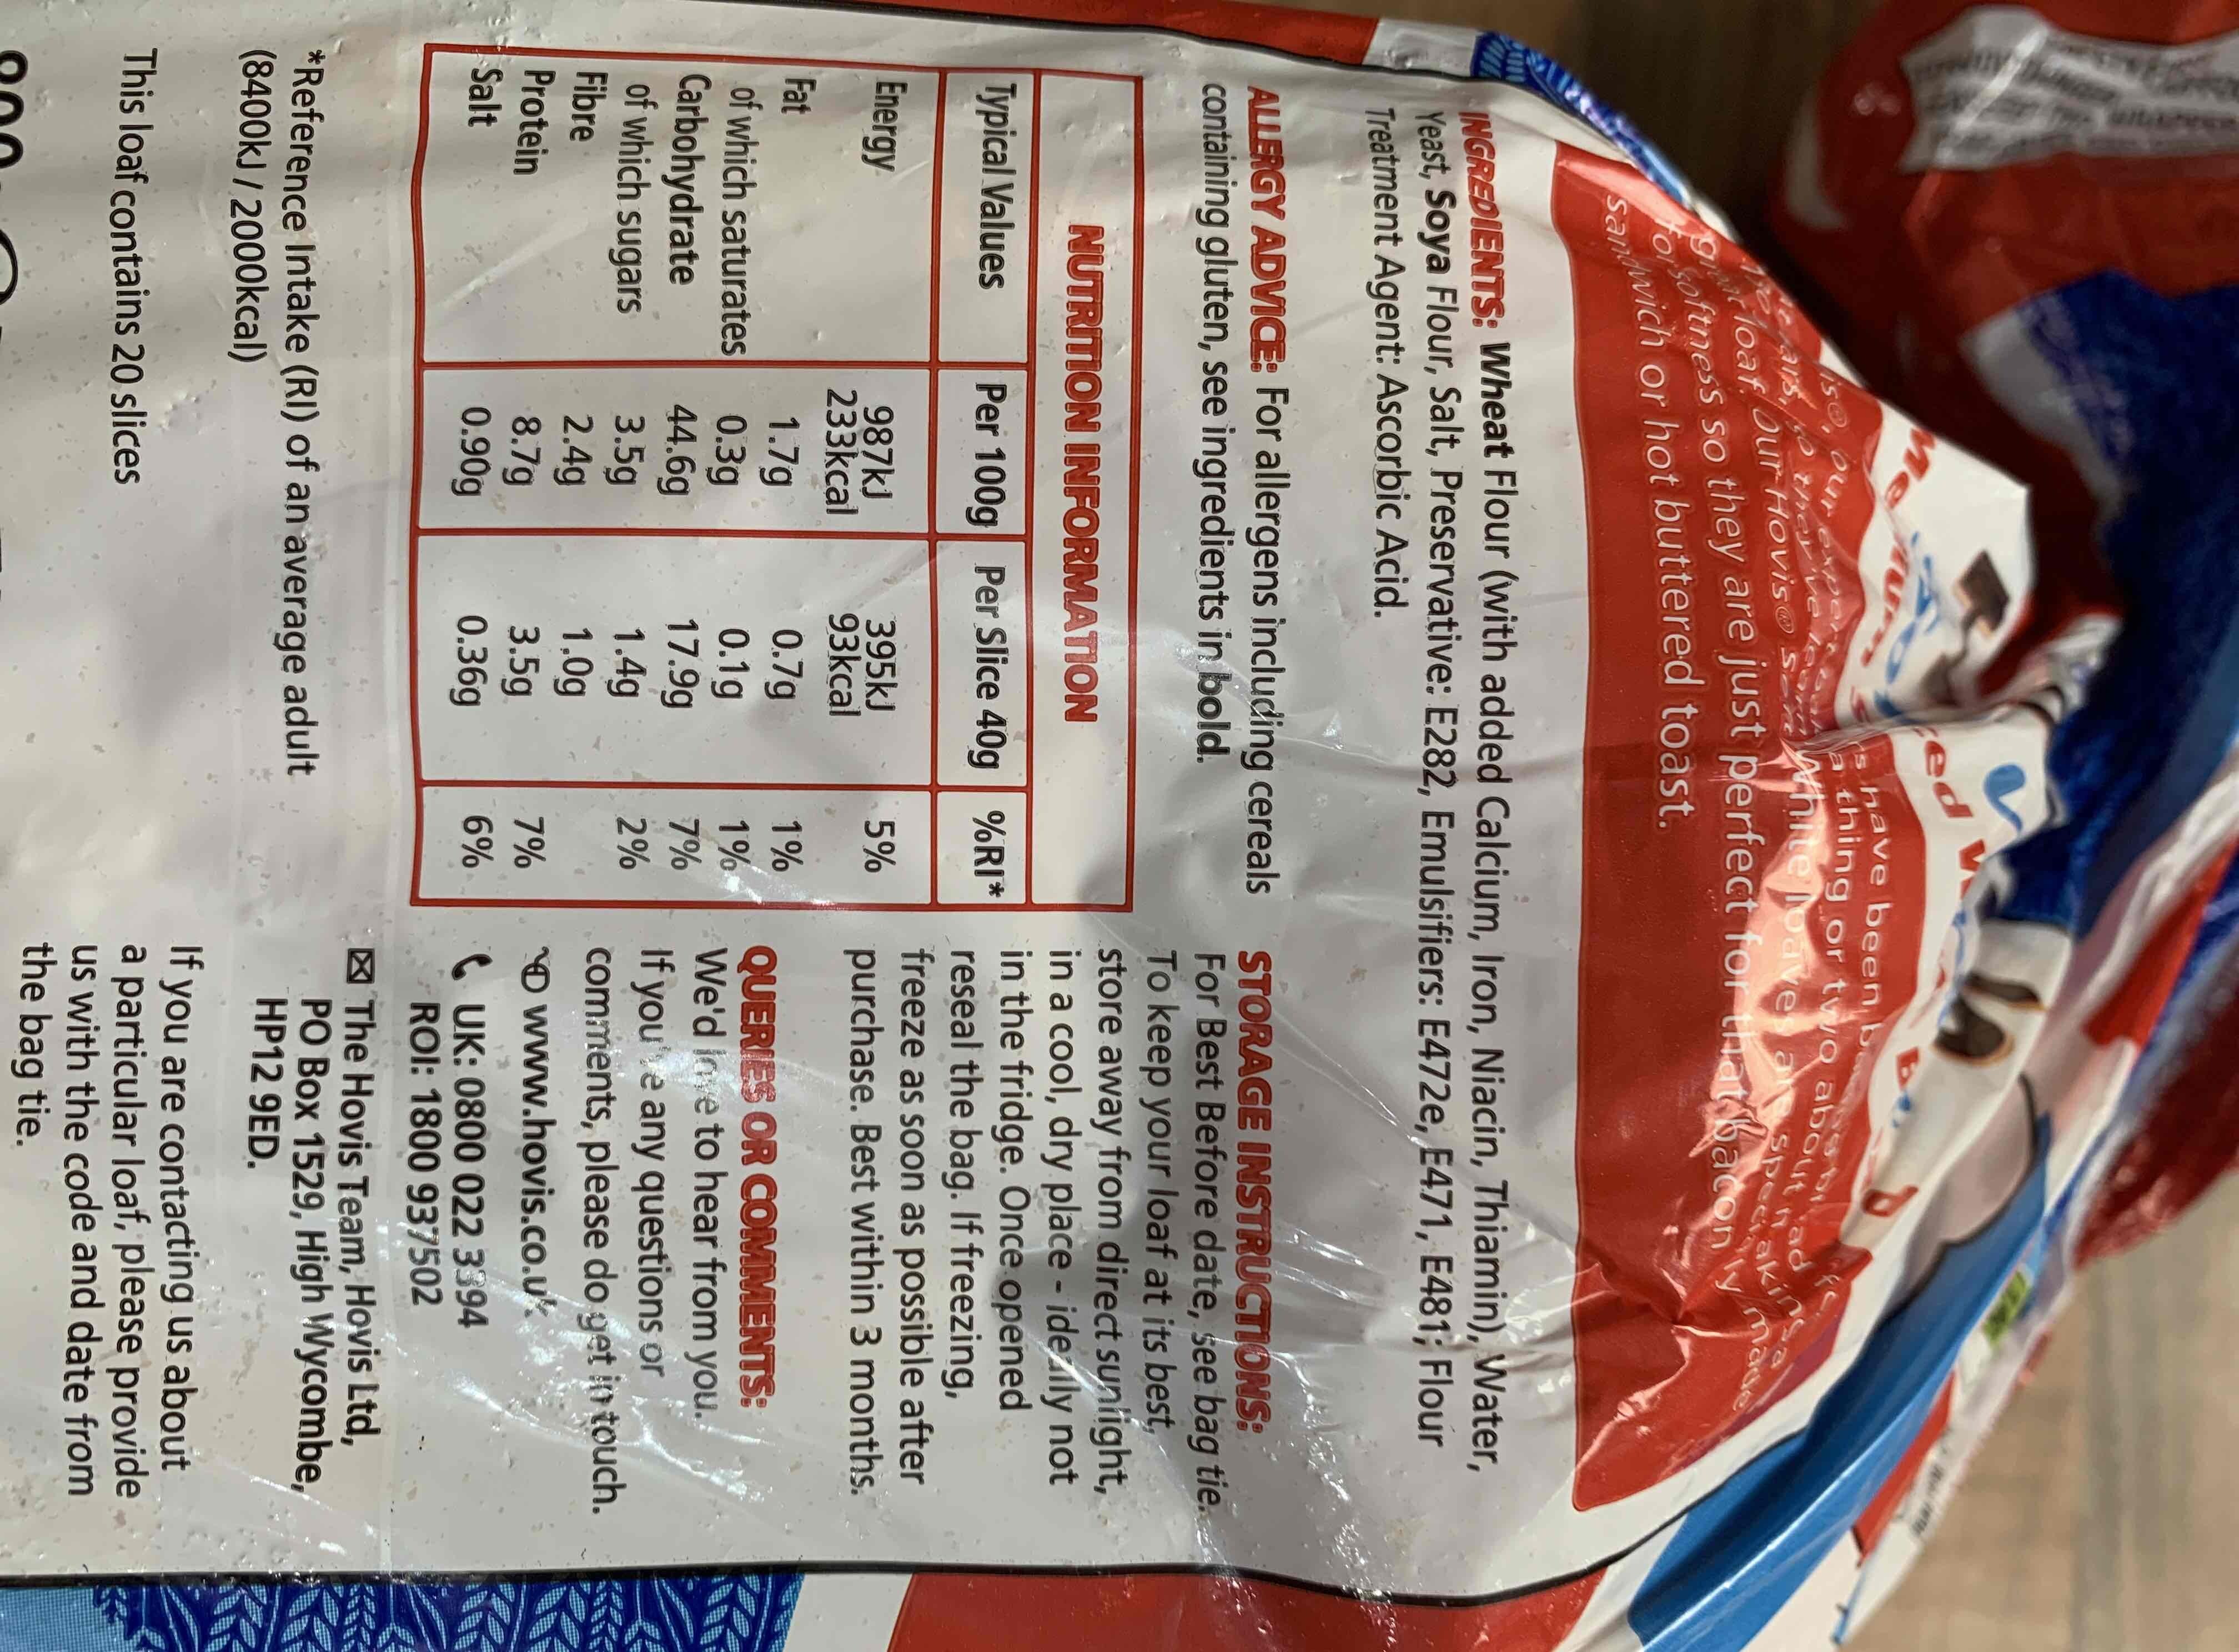 for softness so they are just perfect for that bacon
sandwich or hot buttered toast.
INGREDIENTS: Wheat Flour (with added Calcium, Iron, Niacin, Thiamin), Water,
Yeast, Soya Flour, Salt, Preservative: E282, Emulsifiers: E472e, E471, E481; Flour
Treatment Agent: Ascorbic Acid.
ALLERGY ADVICE: For allergens including cereals
containing gluten, see ingredients in bold.
NUTRITION INFORMATION
Typical Values Per 100g Per Slice 40g %RI*
Energy 987kJ 395kJ 5%
233kcal 93kcal
Fat 1.7g 0.7g 1%
of which saturates 0.3g 0.1g 1%
Carbohydrate 44.6g 17.9g 7%
of which sugars 3.5g 1.4g 2%
Fibre 2.4g 1.0g
Protein 8.7g 3.5g 7%
Salt 0.90g 0.36g 6%
*Reference Intake (RI) of an average adult
(8400kJ / 2000kcal)
This loaf contains 20 slices
STORAGE INSTRUCTIONS:
For Best Before date, see bag tie.
To keep your loaf at its best,
store away from direct sunlight,
in a cool, dry place - ideally not
in the fridge. Once opened
reseal the bag. If freezing,
freeze as soon as possible after
purchase. Best within 3 months.
QUERIES OR COMMENTS:
We'd love to hear from you.
If you've any questions or
comments, please do get in touch.
www.hovis.co.uk
UK: 0800 022 3394
ROI: 1800 937502
The Hovis Team, Hovis Ltd,
PO Box 1529, High Wycombe,
HP12 9ED.
If you are contacting us about
a particular loaf, please provide
us with the code and date from
the bag tie.